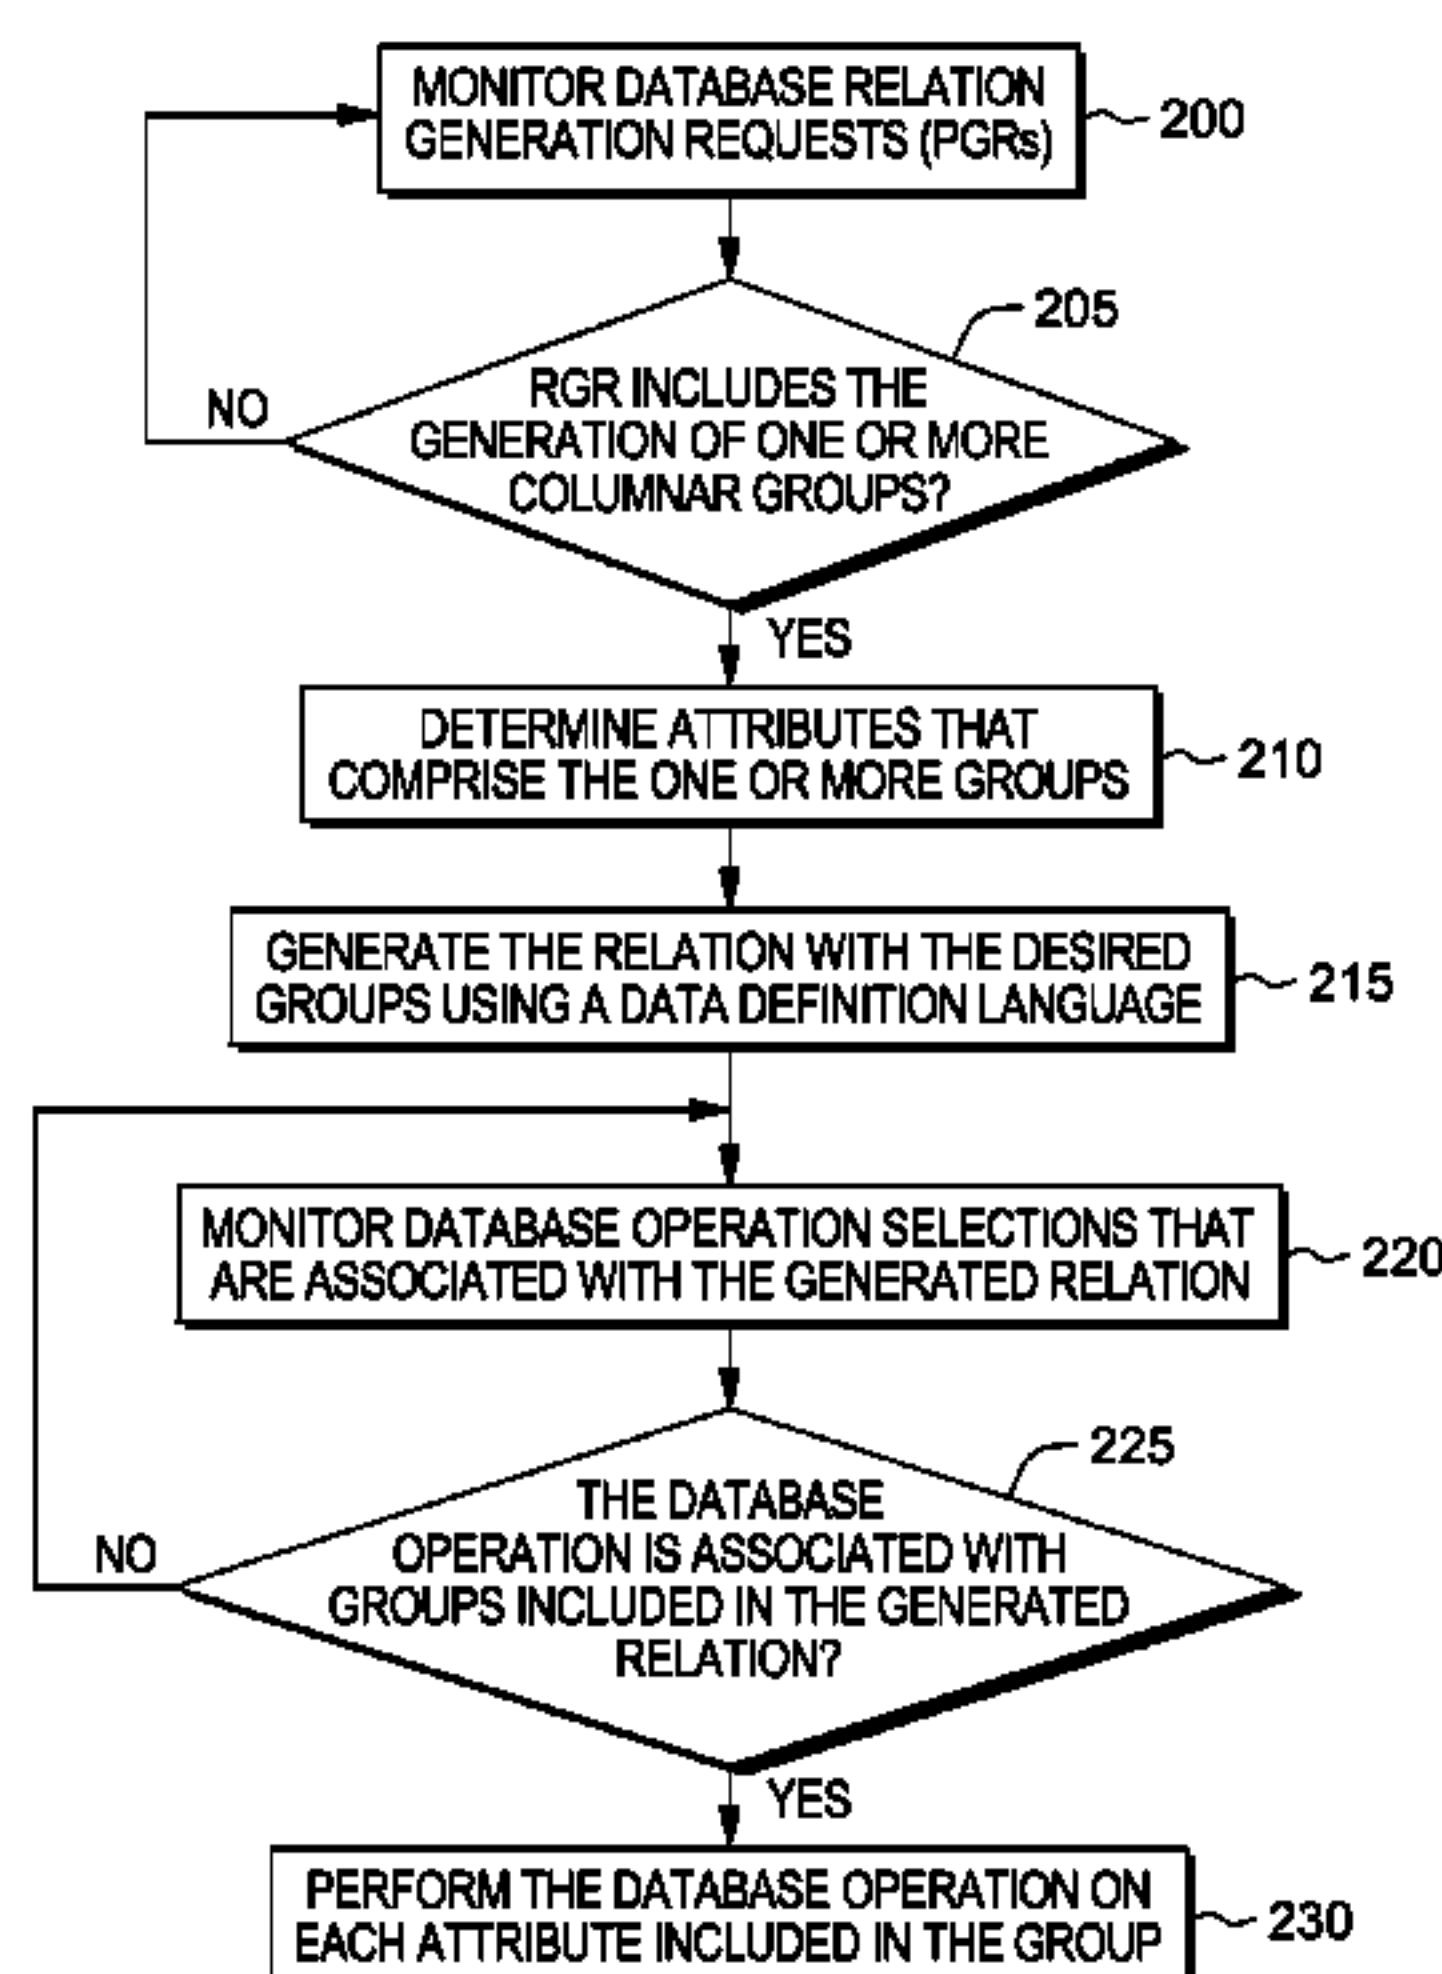 MONITOR DATABASE RELATION
GENERATION REQUESTS (PGRs)
200
205
RGR INCLUDES THE
GENERATION OF ONE OR MORE
COLUMNAR GROUPS?
NO
YES
DETERMINE ATTRIBUTES THAT
COMPRISE THE ONE OR MORE GROUPS
210
GENERATE THE RELATION WITH THE DESIRED
GROUPS USING A DATA DEFINITION LANGUAGE
215
MONITOR DATABASE OPERATION SELECTIONS THAT
ARE ASSOCIATED WITH THE GENERATED RELATION
220
225
THE DATABASE
OPERATION IS ASSOCIATED WITH
GROUPS INCLUDED IN THE GENERATED
RELATION?
NO
YES
PERFORM THE DATABASE OPERATION ON
EACH ATTRIBUTE INCLUDED IN THE GROUP
230